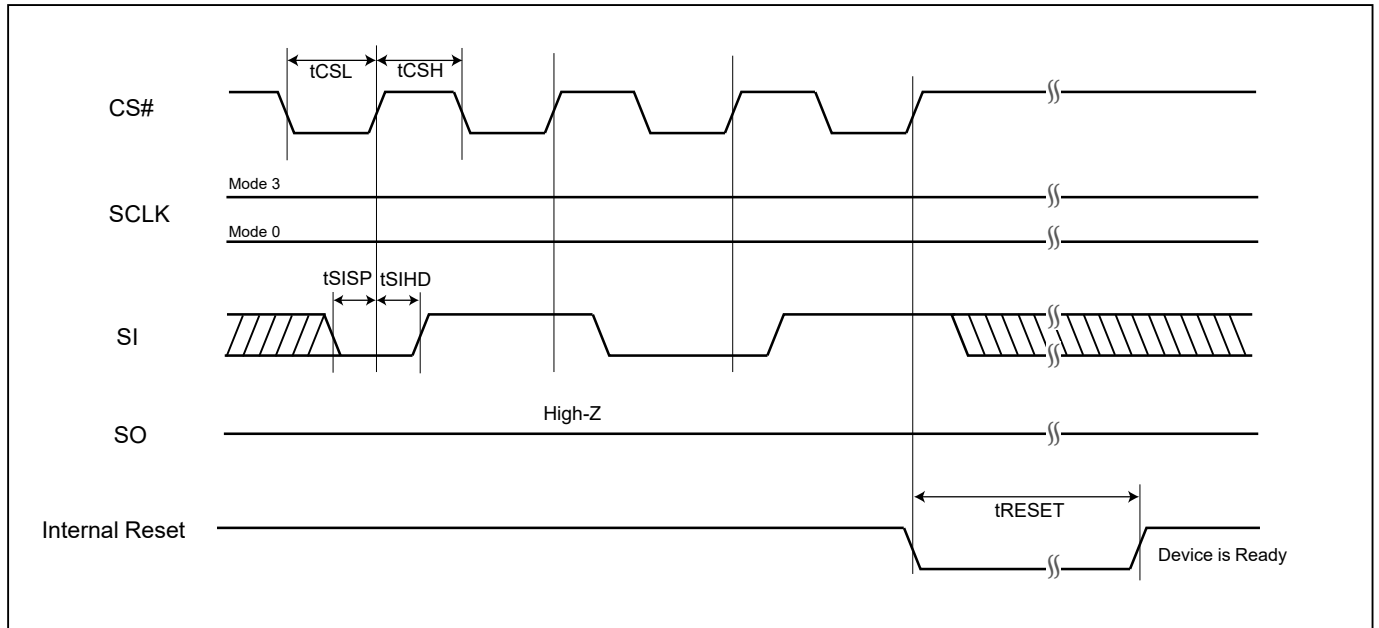 tCSL
tCSH
CS#
Mode 3
SCLK
Mode 0
tSISP
tSIHD
SI
High-Z
SO
tRESET
Internal Reset
Device is Ready